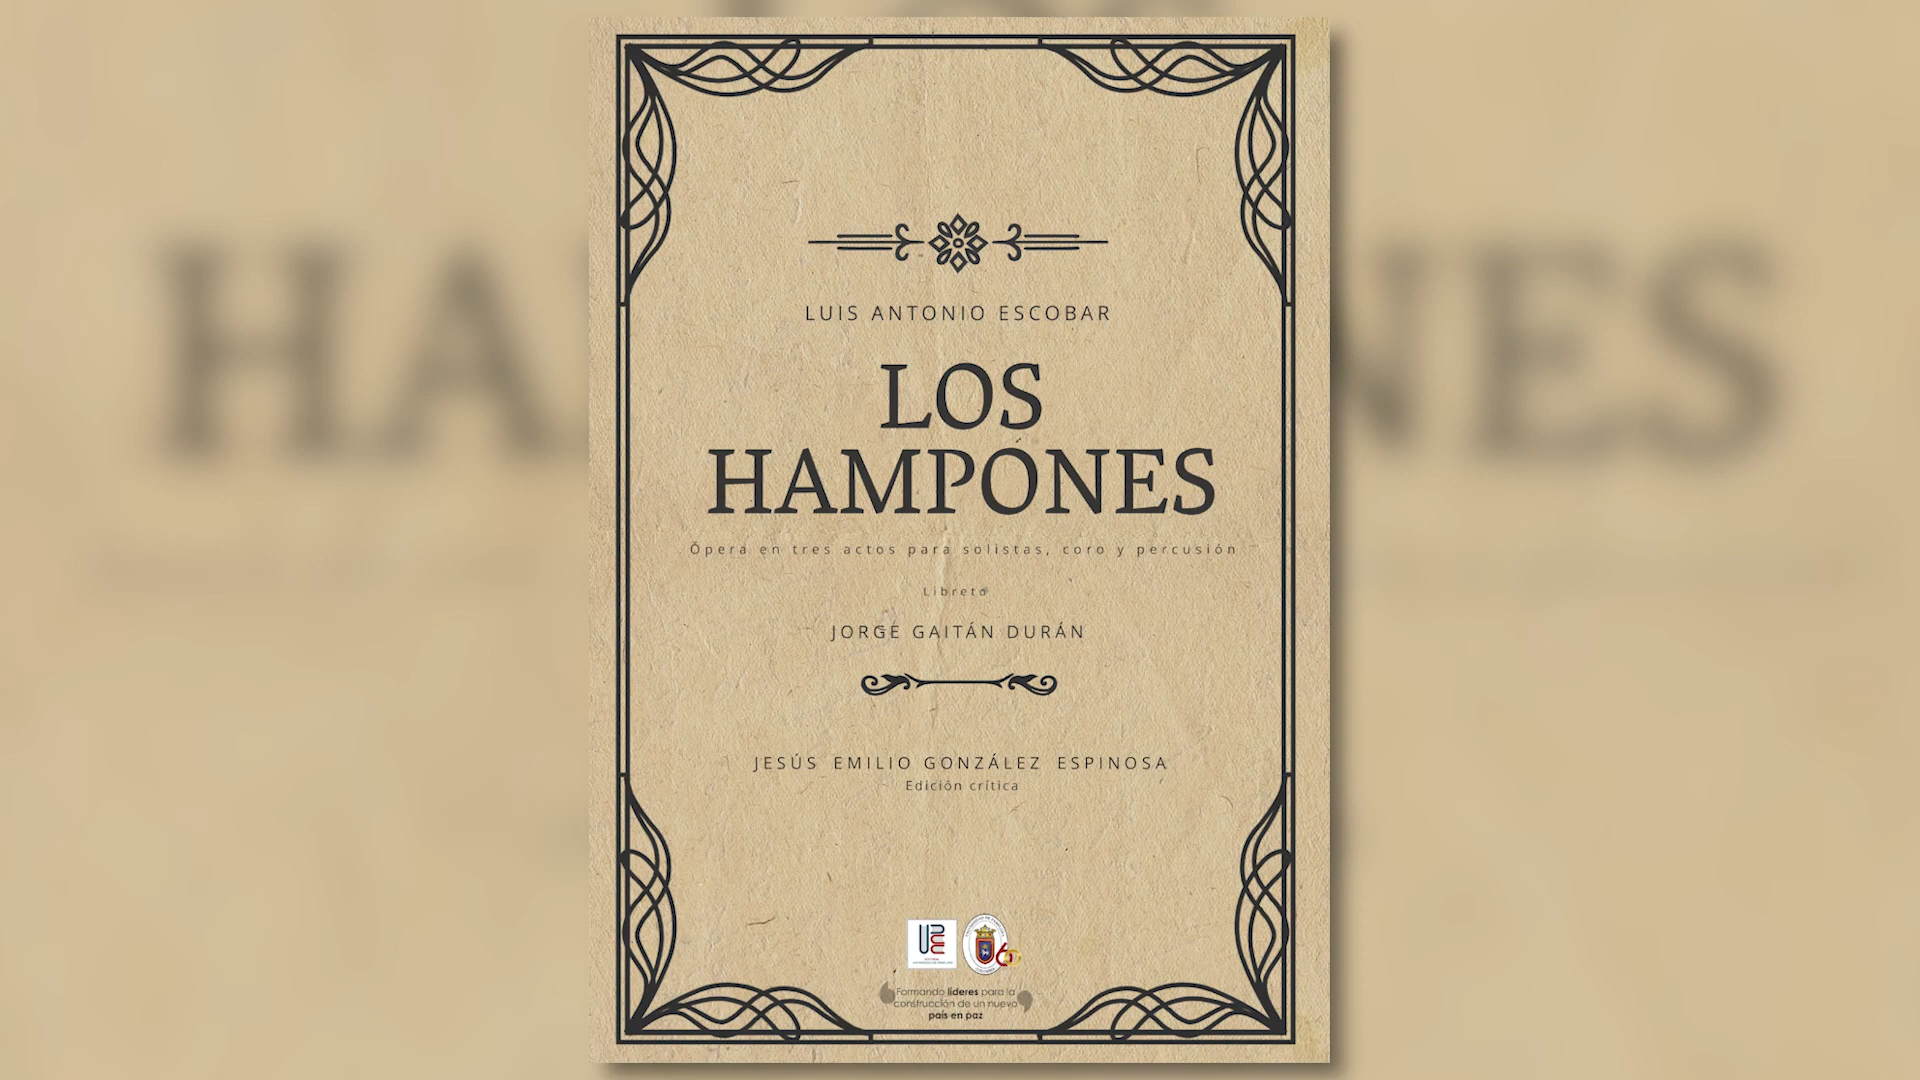 LUIS ANTONIO ESCOBAR
LOS
HAMPONES
Ópera en tres actos para solistas, coro y percusión
Libreto
JORGE GAITÁN DURÁN
JESÚS EMILIO GONZÁLEZ ESPINOSA
Edición crítica
Formando líderes para la
construcción de un nuevo
país en paz